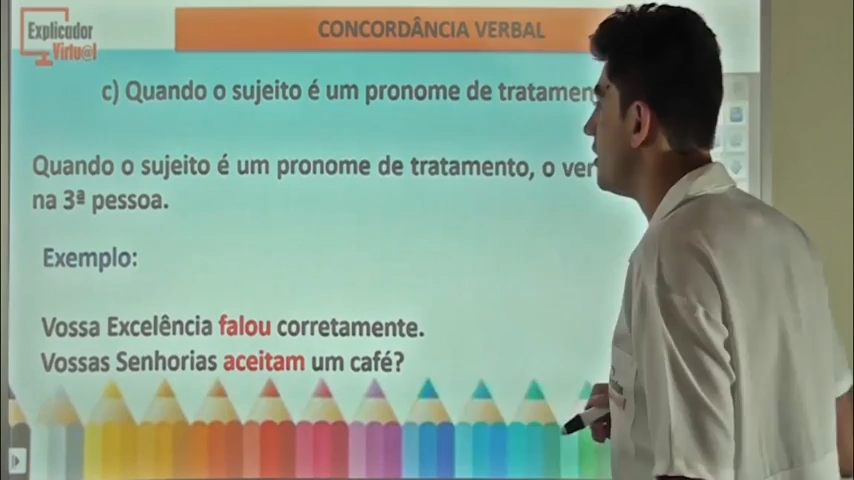 Explicador
Virtu@l
CONCORDÂNCIA VERBAL
c) Quando o sujeito é um pronome de tratamen
Quando o sujeito é um pronome de tratamento, o ver
na 3ª pessoa.
Exemplo:
Vossa Excelência falou corretamente.
Vossas Senhorias aceitam um café?